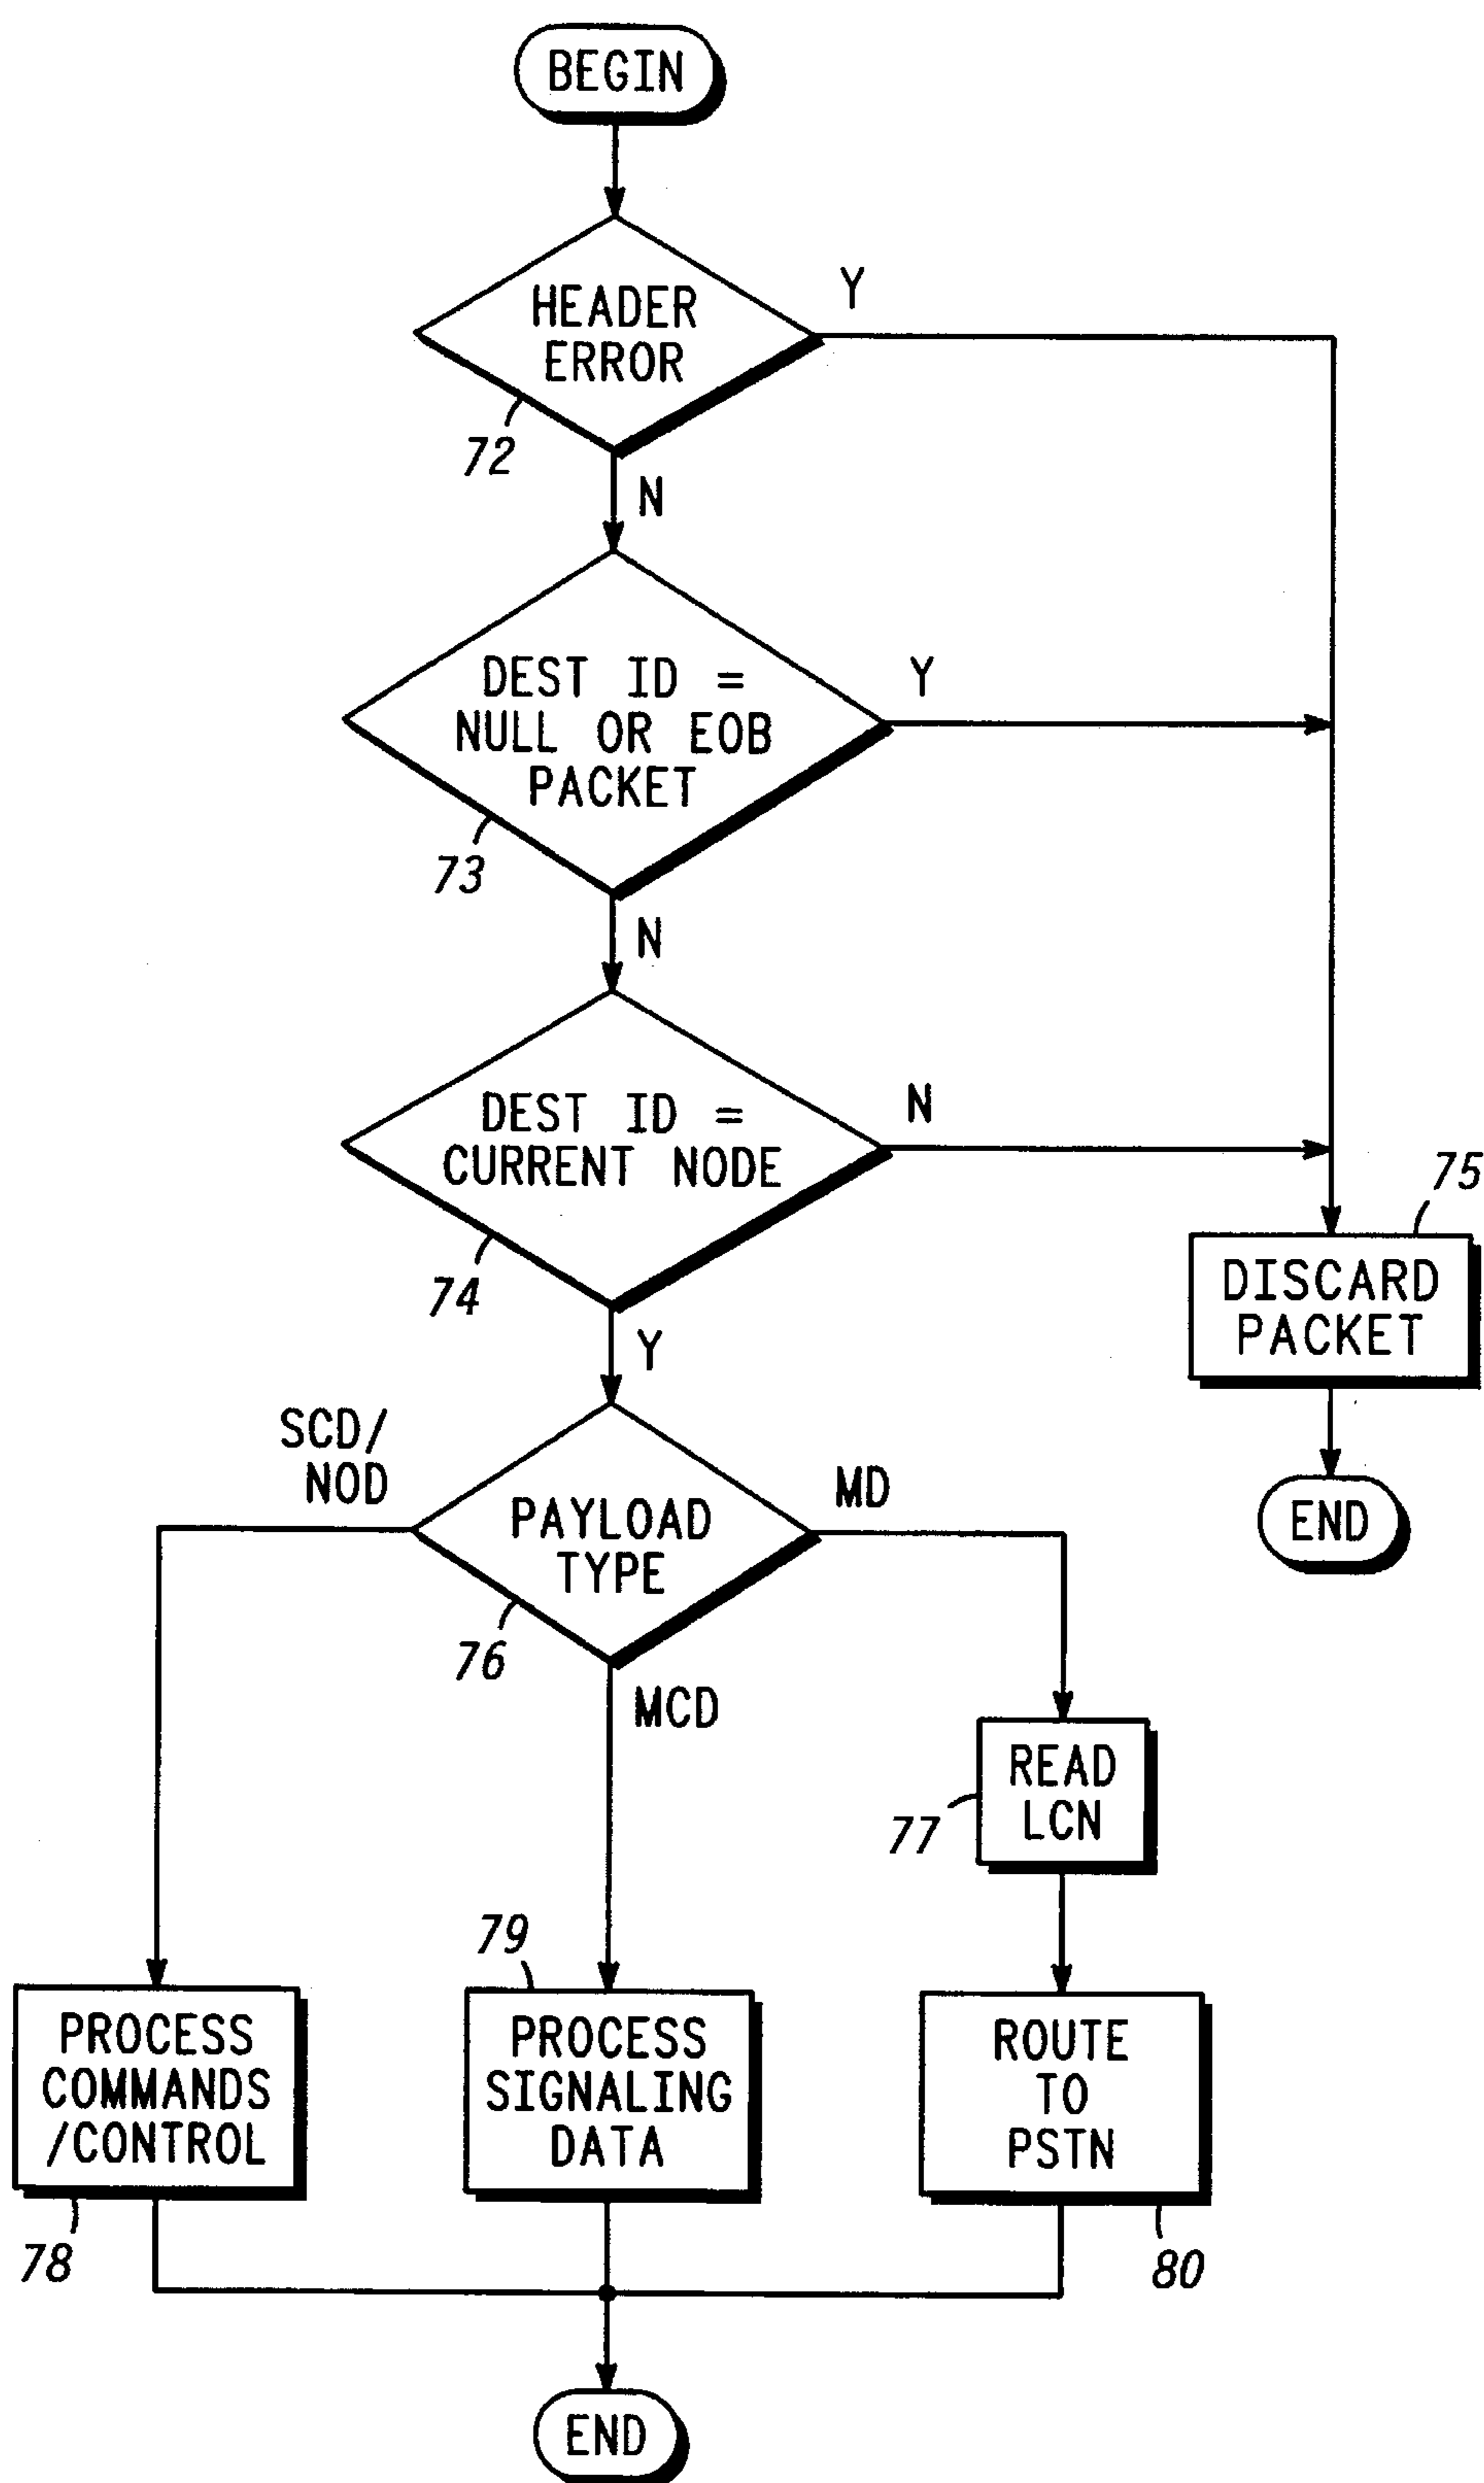 BEGIN
HEADER
ERROR
Y
72
N
DEST ID =
NULL OR EOB
PACKET
Y
73
N
DEST ID =
CURRENT NODE
N
74
Y
75
DISCARD
PACKET
END
SCD/
NOD
PAYLOAD
TYPE
MD
76
MCD
READ
LCN
77
79
PROCESS
COMMANDS
/CONTROL
78
PROCESS
SIGNALING
DATA
ROUTE
TO
PSTN
80
END